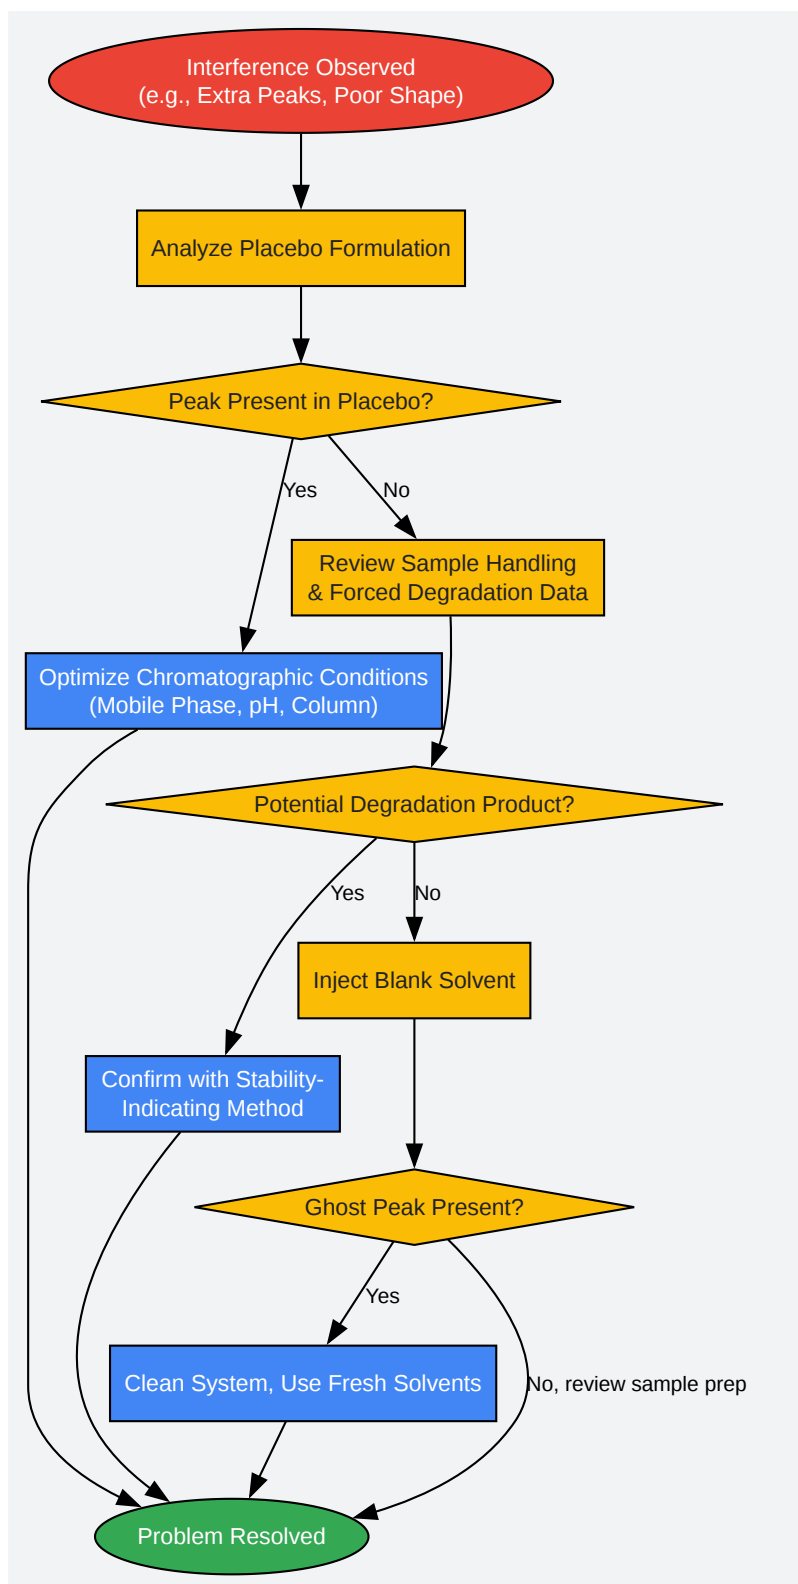 Interference Observed
(e.g., Extra Peaks, Poor Shape)
Analyze Placebo Formulation
Peak Present in Placebo?
Yes
No
Review Sample Handling
& Forced Degradation Data
Optimize Chromatographic Conditions
(Mobile Phase, pH, Column)
Potential Degradation Product?
Yes
No
Inject Blank Solvent
Confirm with Stability-
Indicating Method
Ghost Peak Present?
Yes
Clean System, Use Fresh Solvents
No, review sample prep
Problem Resolved